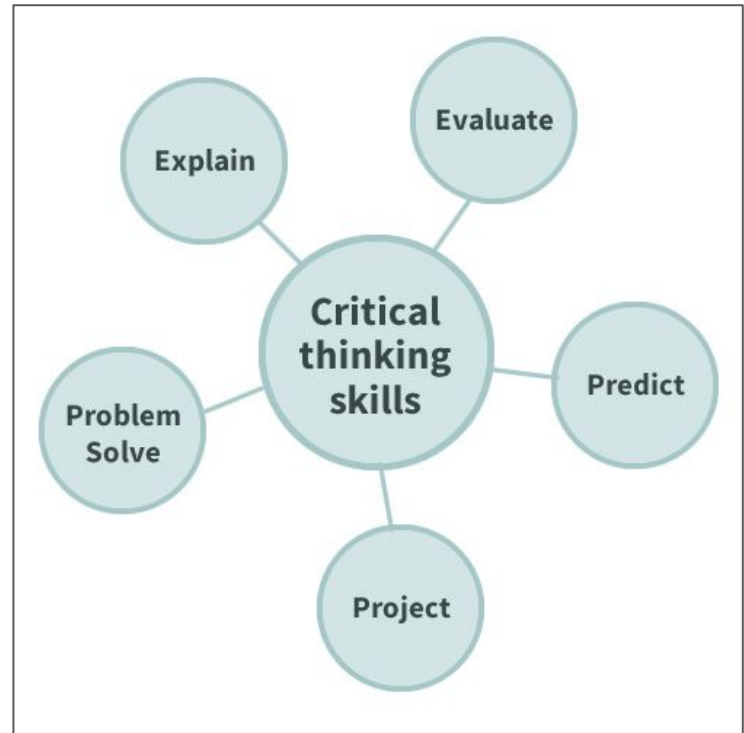 Explain
Evaluate
Critical
thinking
skills
Predict
Problem
Solve
Project